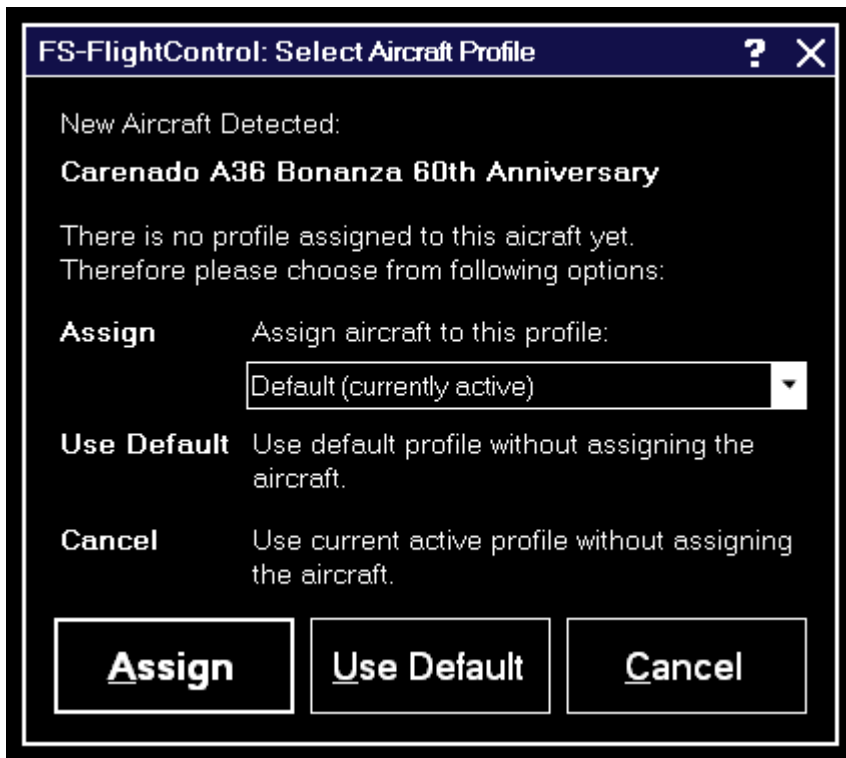 FS-FlightControl: Select Aircraft Profile ? X
New Aircraft Detected:
Carenado A36 Bonanza 60th Anniversary
There is no profile assigned to this aicraft yet.
Therefore please choose from following options:
Assign Assign aircraft to this profile:
Default (currently active)
Use Default Use default profile without assigning the
aircraft.
Cancel Use current active profile without assigning
the aircraft.
Assign Use Default Cancel